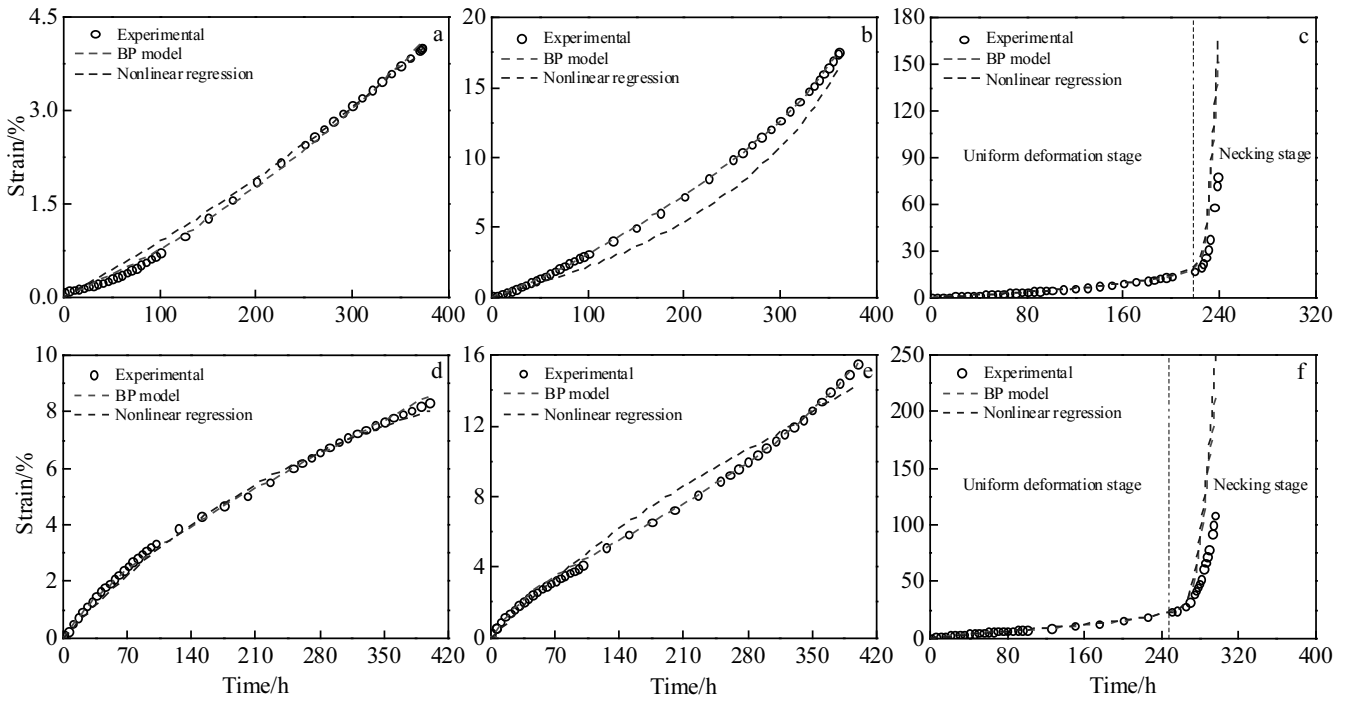 4.5
3.0
1.5
0.0
0
100
200
300
400
Strain/%
Experimental
BP model
Nonlinear regression
a
20
15
10
5
0
0
100
200
300
400
Experimental
BP model
Nonlinear regression
b
180
150
120
90
60
30
0
0
80
160
240
320
Experimental
BP model
Nonlinear regression
c
Uniform deformation stage
Necking stage
10
8
6
4
2
0
0
70
140
210
280
350
420
Strain/%
Time/h
Experimental
BP model
Nonlinear regression
d
16
12
8
4
0
0
70
140
210
280
350
420
Time/h
Experimental
BP model
Nonlinear regression
e
250
200
150
100
50
0
0
80
160
240
320
400
Time/h
Experimental
BP model
Nonlinear regression
f
Uniform deformation stage
Necking stage